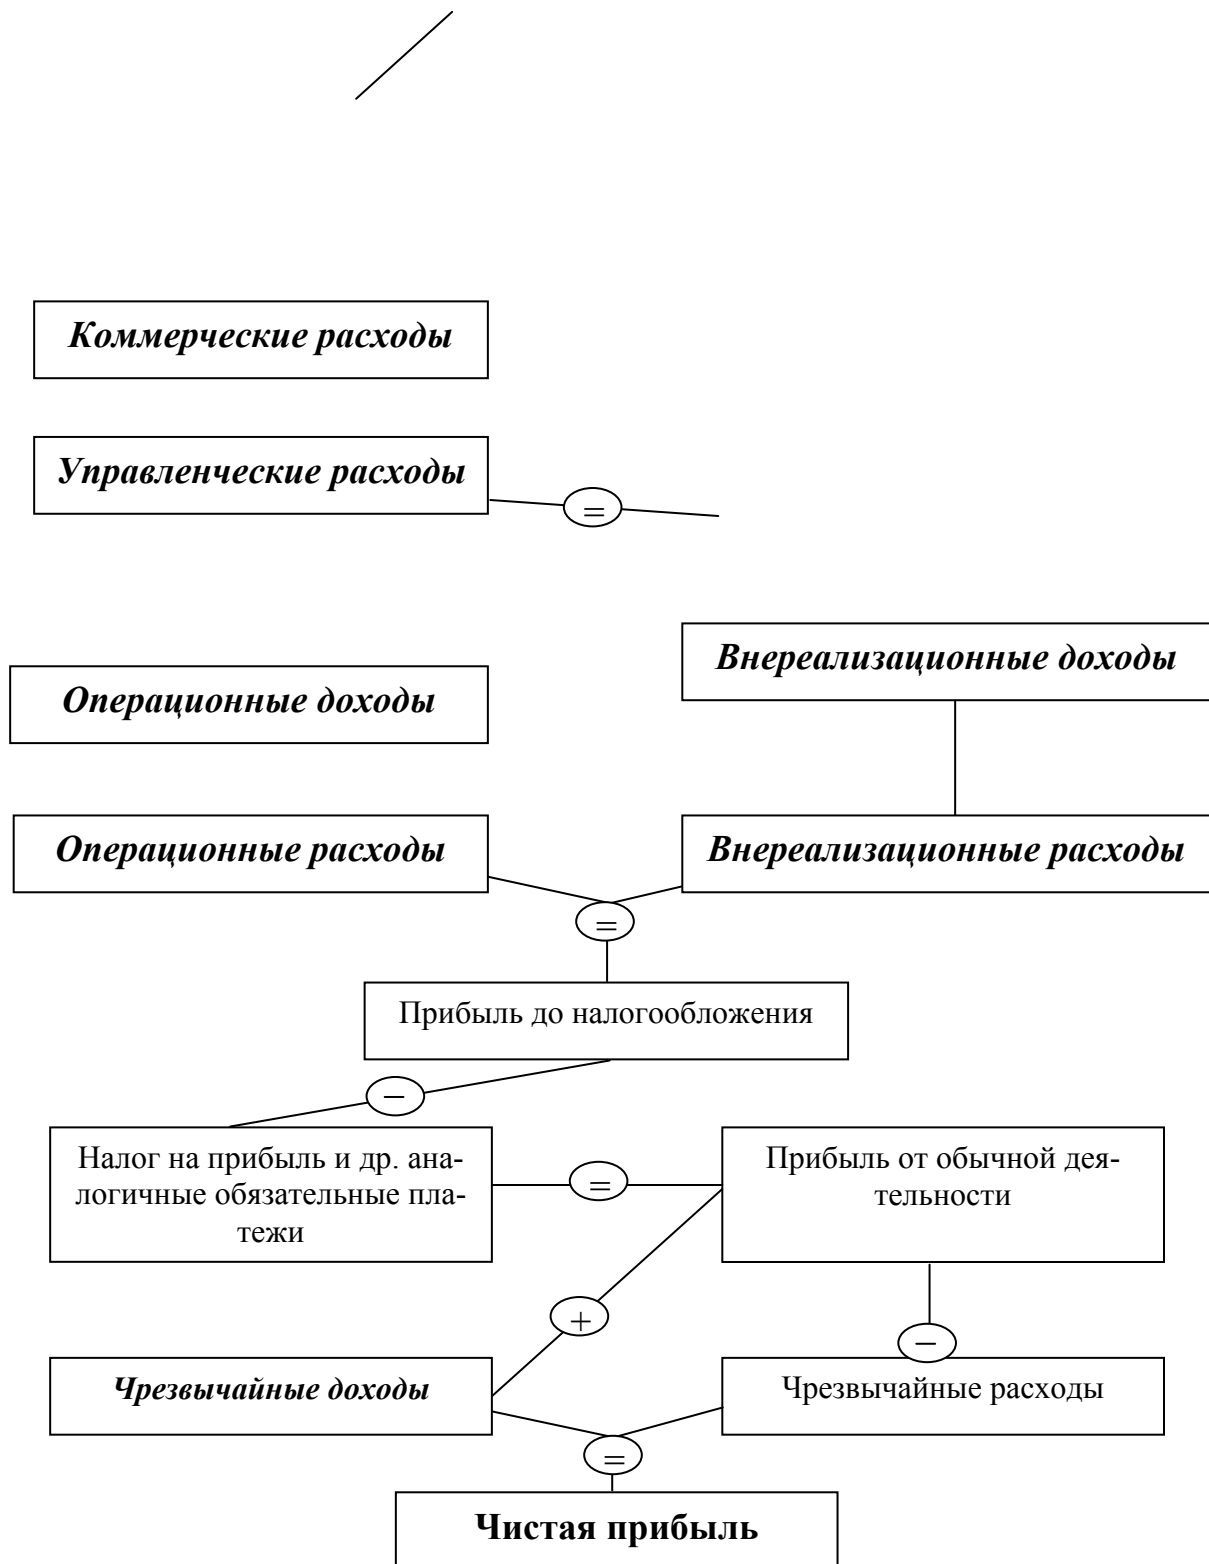 Коммерческие расходы
Управленческие расходы
=
Внереализационные доходы
Операционные доходы
Операционные расходы
Внереализационные расходы
=
Прибыль до налогообложения
–
Налог на прибыль и др. ана-
логичные обязательные пла-
тежи
=
Прибыль от обычной дея-
тельности
+
–
Чрезвычайные доходы
Чрезвычайные расходы
=
Чистая прибыль